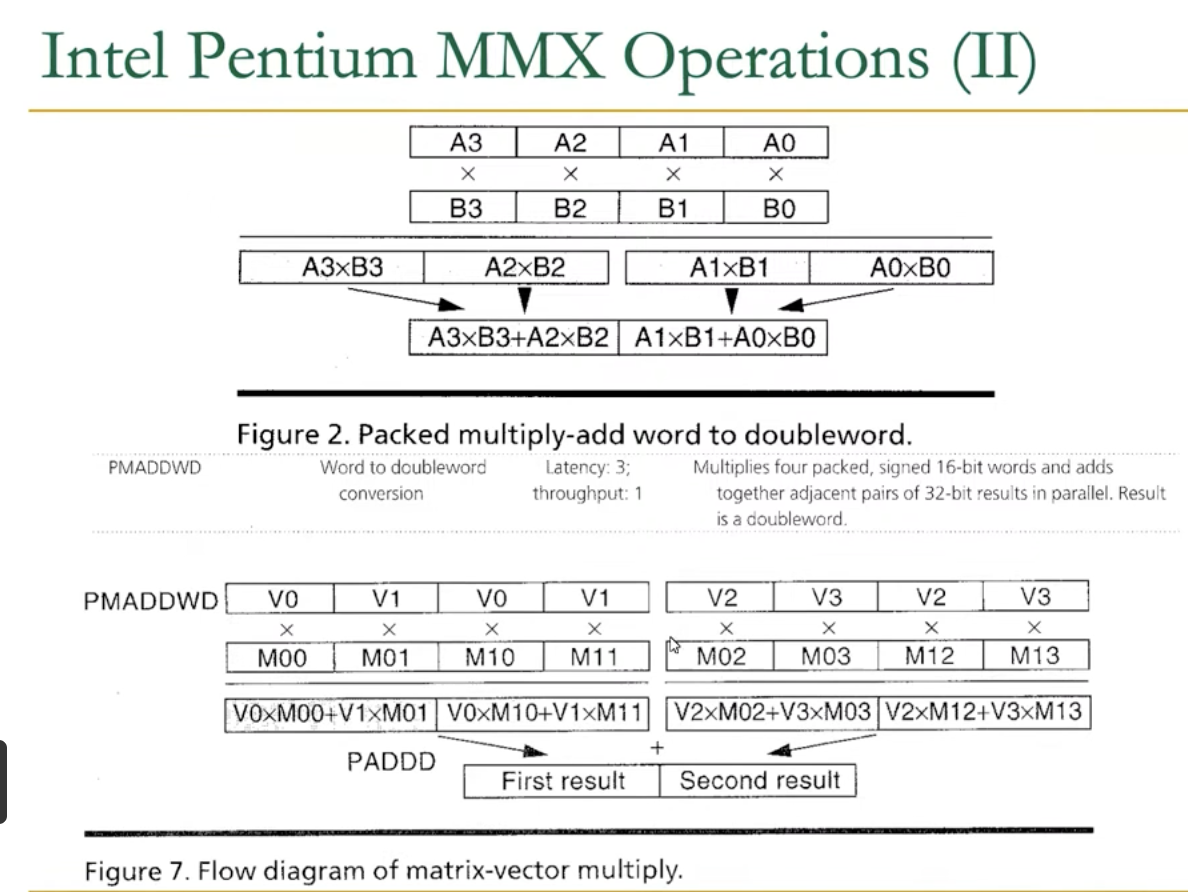 Intel Pentium MMX Operations (II)
A3 A2 A1 A0
× × × ×
B3 B2 B1 B0
A3×B3 A2×B2 A1×B1 A0×B0
A3×B3+A2×B2 A1×B1+A0×B0
Figure 2. Packed multiply-add word to doubleword.
PMADDWD Word to doubleword Latency: 3; Multiplies four packed, signed 16-bit words and adds
conversion throughput: 1 together adjacent pairs of 32-bit results in parallel. Result
is a doubleword.
PMADDWD V0 V1 V0 V1 V2 V3 V2 V3
× × × × × × × ×
M00 M01 M10 M11 M02 M03 M12 M13
V0×M00+V1×M01 V0×M10+V1×M11 V2×M02+V3×M03 V2×M12+V3×M13
+
PADDD
First result Second result
Figure 7. Flow diagram of matrix-vector multiply.